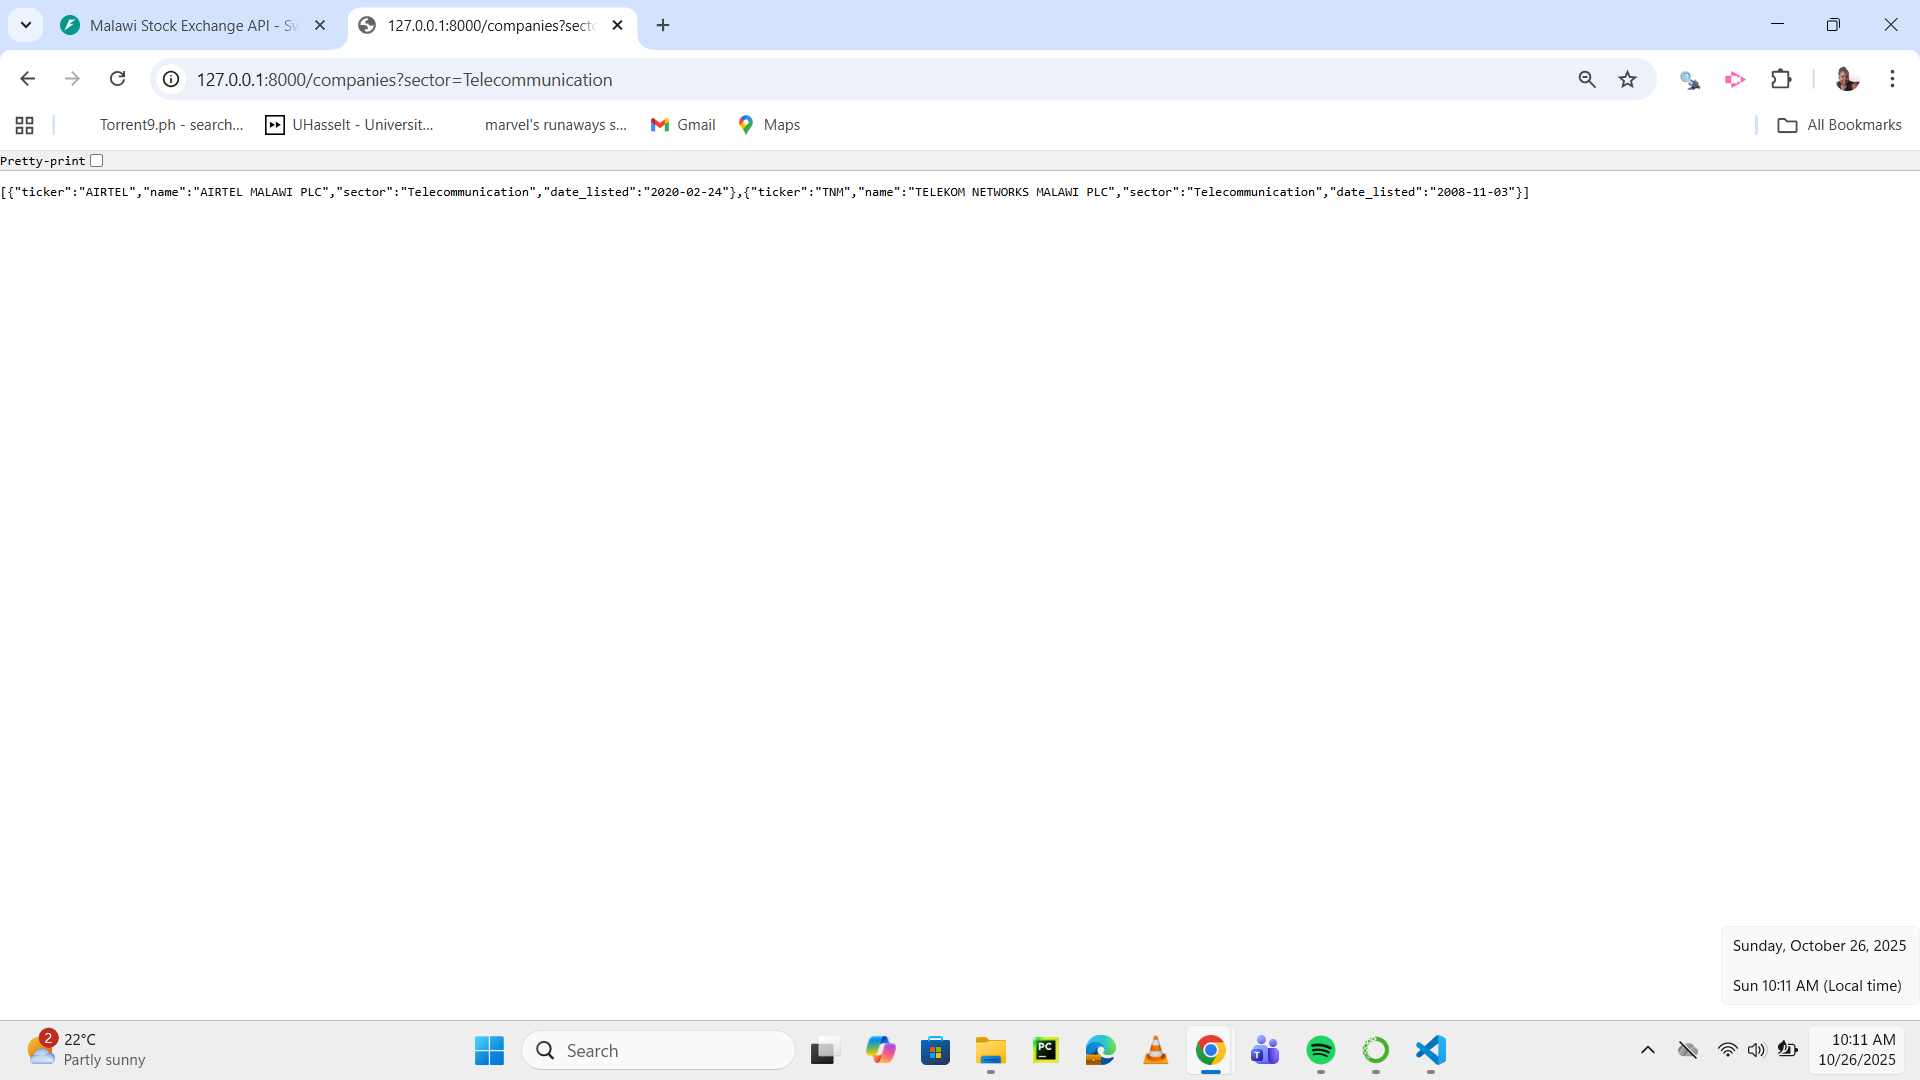 Malawi Stock Exchange API - Sw
127.0.0.1:8000/companies?secto
127.0.0.1:8000/companies?sector=Telecommunication
Torrent9.ph - search...
UHasselt - Universit...
marvel's runaways s...
Gmail
Maps
All Bookmarks
Pretty-print
[{"ticker":"AIRTEL","name":"AIRTEL MALAWI PLC","sector":"Telecommunication","date_listed":"2020-02-24"},{"ticker":"TNM","name":"TELEKOM NETWORKS MALAWI PLC","sector":"Telecommunication","date_listed":"2008-11-03"}]
Sunday, October 26, 2025
Sun 10:11 AM (Local time)
2
22°C
Partly sunny
Search
PC
T
10:11 AM
10/26/2025